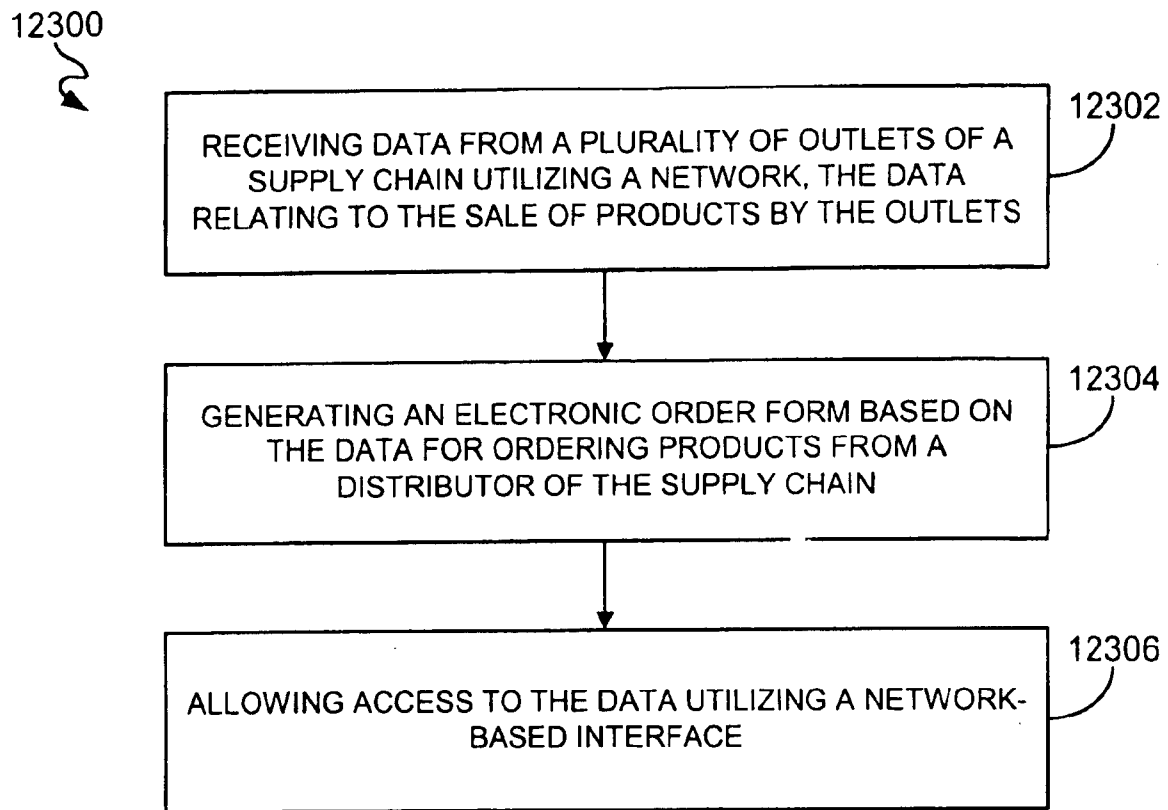 12300
12302
RECEIVING DATA FROM A PLURALITY OF OUTLETS OF A
SUPPLY CHAIN UTILIZING A NETWORK, THE DATA
RELATING TO THE SALE OF PRODUCTS BY THE OUTLETS
12304
GENERATING AN ELECTRONIC ORDER FORM BASED ON
THE DATA FOR ORDERING PRODUCTS FROM A
DISTRIBUTOR OF THE SUPPLY CHAIN
12306
ALLOWING ACCESS TO THE DATA UTILIZING A NETWORK-
BASED INTERFACE